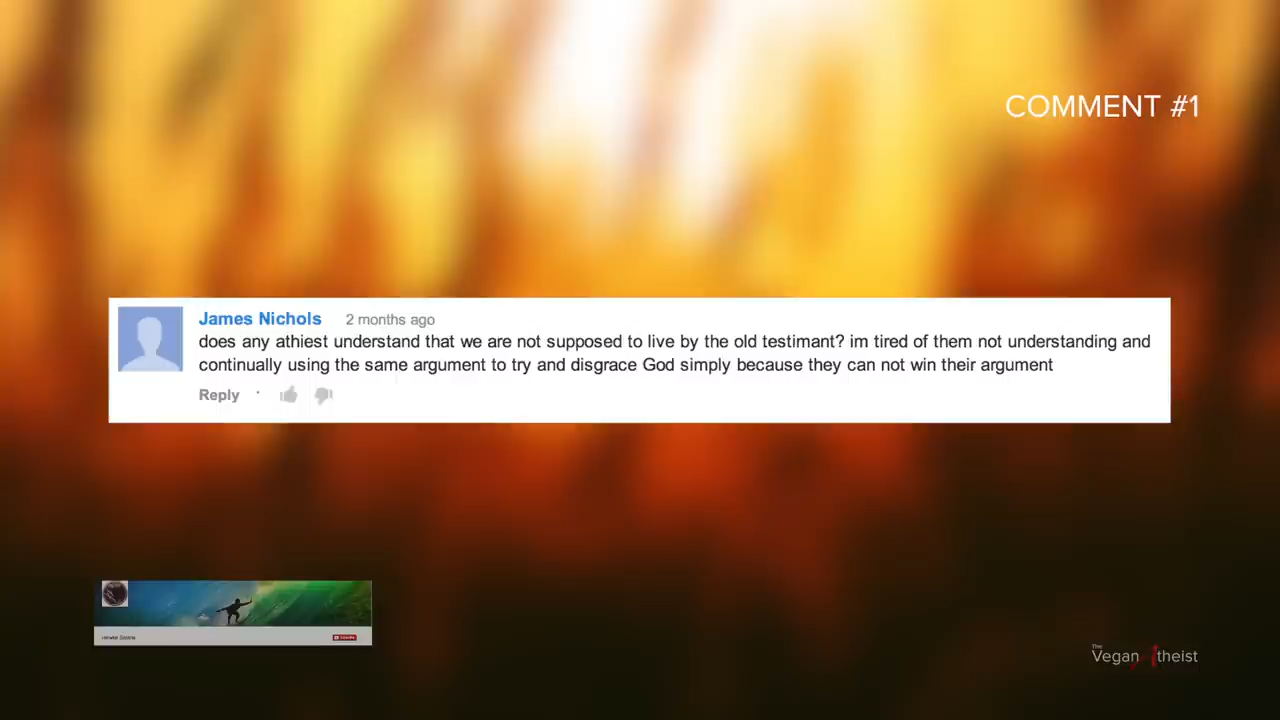 COMMENT #1
James Nichols 2 months ago
does any athiest understand that we are not supposed to live by the old testimant? im tired of them not understanding and
continually using the same argument to try and disgrace God simply because they can not win their argument
Reply
The
Vegan Atheist